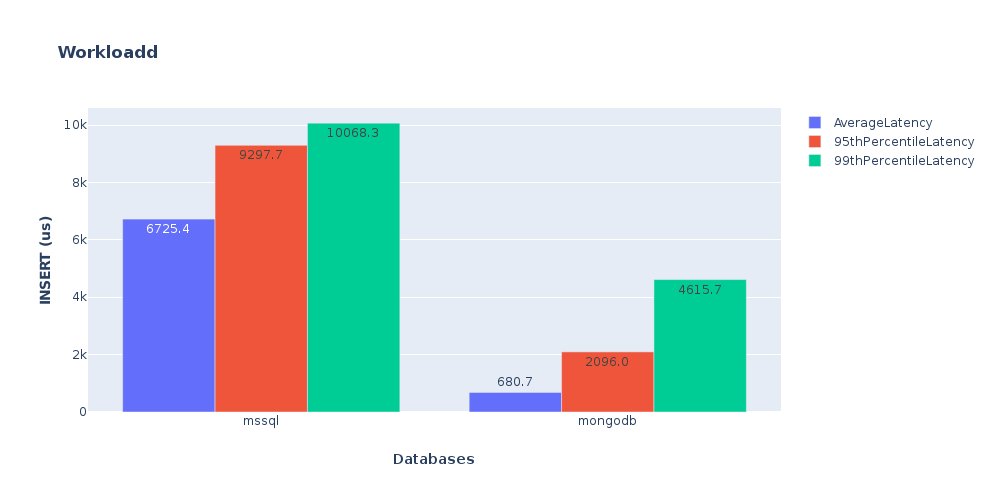 Workloadd
INSERT (us)
10k
8k
6k
4k
2k
0
6725.4
9297.7
10068.3
680.7
2096.0
4615.7
mssql
mongodb
Databases
AverageLatency
95thPercentileLatency
99thPercentileLatency